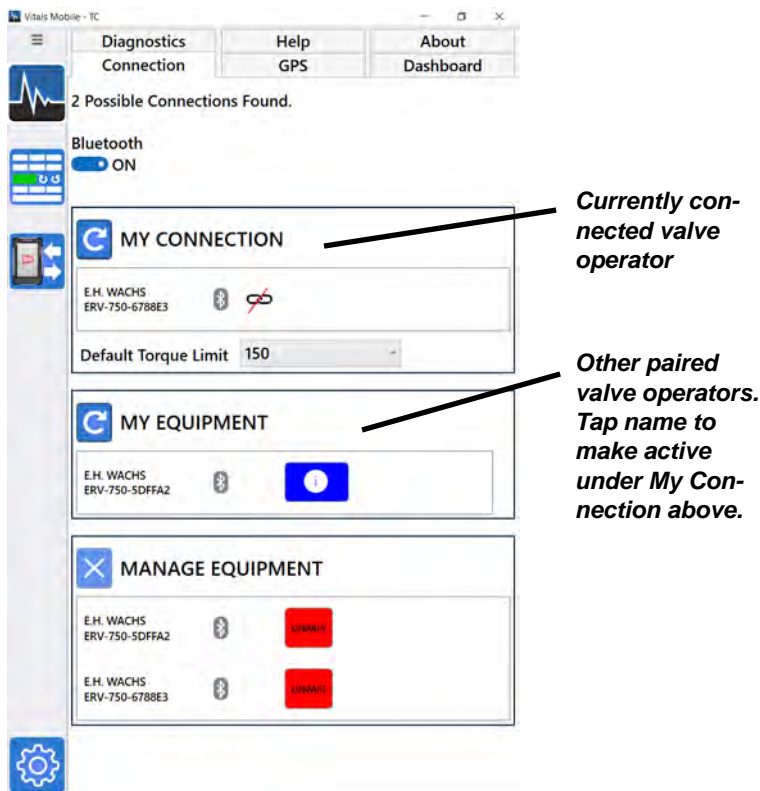 Vitals Mobile - TC
Diagnostics Help About
Connection GPS Dashboard
2 Possible Connections Found.
Bluetooth
ON
MY CONNECTION
E.H. WACHS
ERV-750-6788E3
Default Torque Limit 150
Currently con-
nected valve
operator
MY EQUIPMENT
E.H. WACHS
ERV-750-5DFFA2
i
Other paired
valve operators.
Tap name to
make active
under My Con-
nection above.
MANAGE EQUIPMENT
E.H. WACHS
ERV-750-5DFFA2
UNPAIR
E.H. WACHS
ERV-750-6788E3
UNPAIR